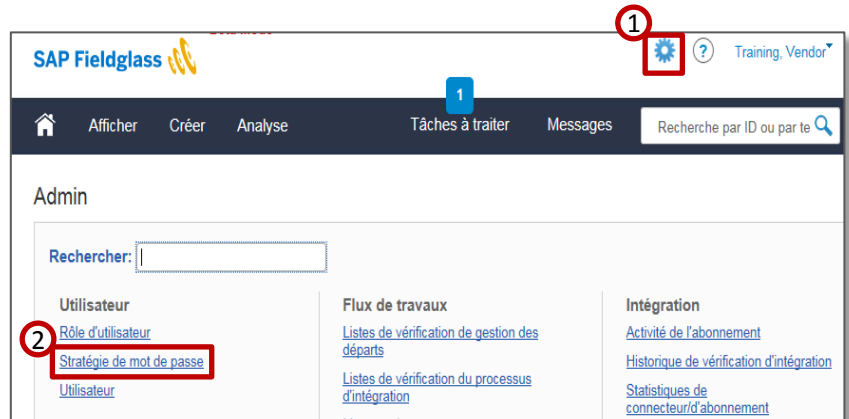 1
SAP Fieldglass
? Training, Vendor
1
Afficher Créer Analyse Tâches à traiter Messages Recherche par ID ou par te
Admin
Rechercher:
Utilisateur
Rôle d'utilisateur
2
Stratégie de mot de passe
Utilisateur
Flux de travaux
Listes de vérification de gestion des
départs
Listes de vérification du processus
d'intégration
Intégration
Activité de l'abonnement
Historique de vérification d'intégration
Statistiques de
connecteur/d'abonnement